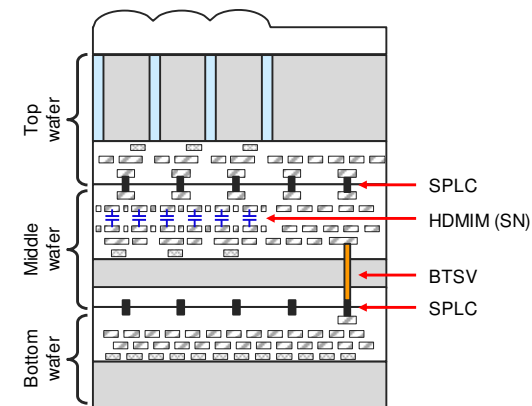 Top
wafer
SPLC
Middle
wafer
HDMIM (SN)
BTSV
SPLC
Bottom
wafer